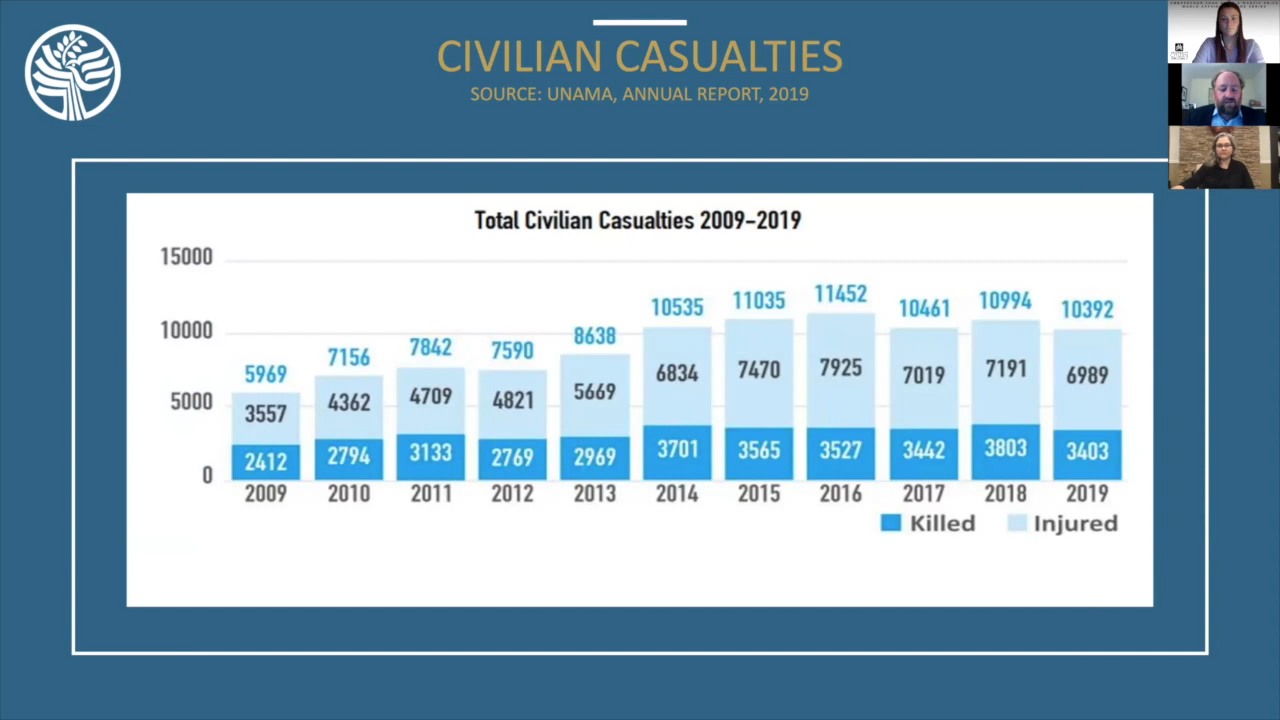 CIVILIAN CASUALTIES
SOURCE: UNAMA, ANNUAL REPORT, 2019
Total Civilian Casualties 2009–2019
15000
10000
5000
0
5969 7156 7842 7590 8638 10535 11035 11452 10461 10994 10392
3557 4362 4709 4821 5669 6834 7470 7925 7019 7191 6989
2412 2794 3133 2769 2969 3701 3565 3527 3442 3803 3403
2009 2010 2011 2012 2013 2014 2015 2016 2017 2018 2019
Killed Injured